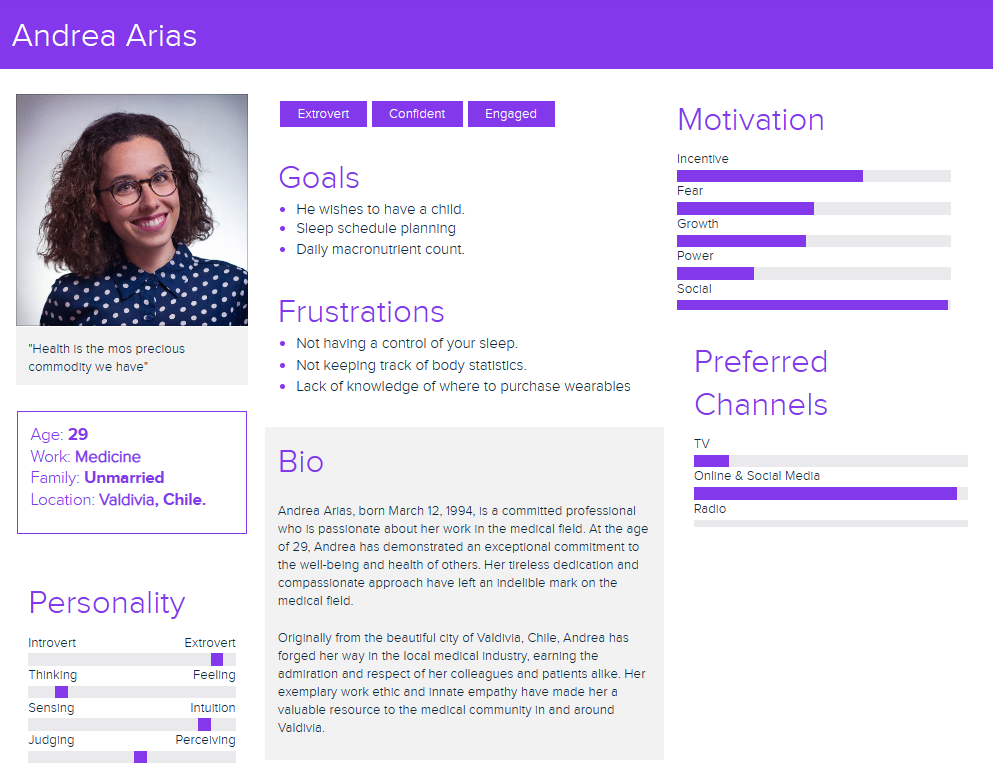 Andrea Arias
"Health is the mos precious
commodity we have"
Age: 29
Work: Medicine
Family: Unmarried
Location: Valdivia, Chile.
Personality
Introvert Extrovert
Thinking Feeling
Sensing Intuition
Judging Perceiving
Extrovert Confident Engaged
Goals
He wishes to have a child.
Sleep schedule planning
Daily macronutrient count.
Frustrations
Not having a control of your sleep.
Not keeping track of body statistics.
Lack of knowledge of where to purchase wearables
Bio
Andrea Arias, born March 12, 1994, is a committed professional
who is passionate about her work in the medical field. At the age
of 29, Andrea has demonstrated an exceptional commitment to
the well-being and health of others. Her tireless dedication and
compassionate approach have left an indelible mark on the
medical field.
Originally from the beautiful city of Valdivia, Chile, Andrea has
forged her way in the local medical industry, earning the
admiration and respect of her colleagues and patients alike. Her
exemplary work ethic and innate empathy have made her a
valuable resource to the medical community in and around
Valdivia.
Motivation
Incentive
Fear
Growth
Power
Social
Preferred
Channels
TV
Online & Social Media
Radio